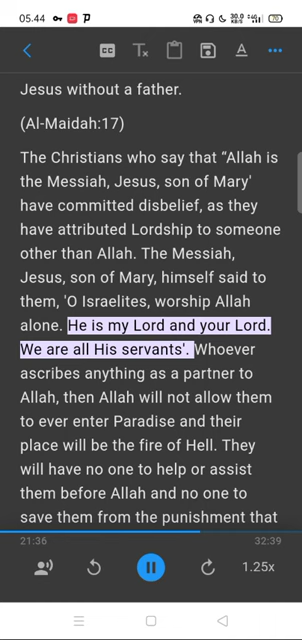 05.44
30.0
KB/s
70
CC
Jesus without a father.
(Al-Maidah:17)
The Christians who say that “Allah is
the Messiah, Jesus, son of Mary'
have committed disbelief, as they
have attributed Lordship to someone
other than Allah. The Messiah,
Jesus, son of Mary, himself said to
them, 'O Israelites, worship Allah
alone. He is my Lord and your Lord.
We are all His servants'. Whoever
ascribes anything as a partner to
Allah, then Allah will not allow them
to ever enter Paradise and their
place will be the fire of Hell. They
will have no one to help or assist
them before Allah and no one to
save them from the punishment that
21:36
32:39
1.25x